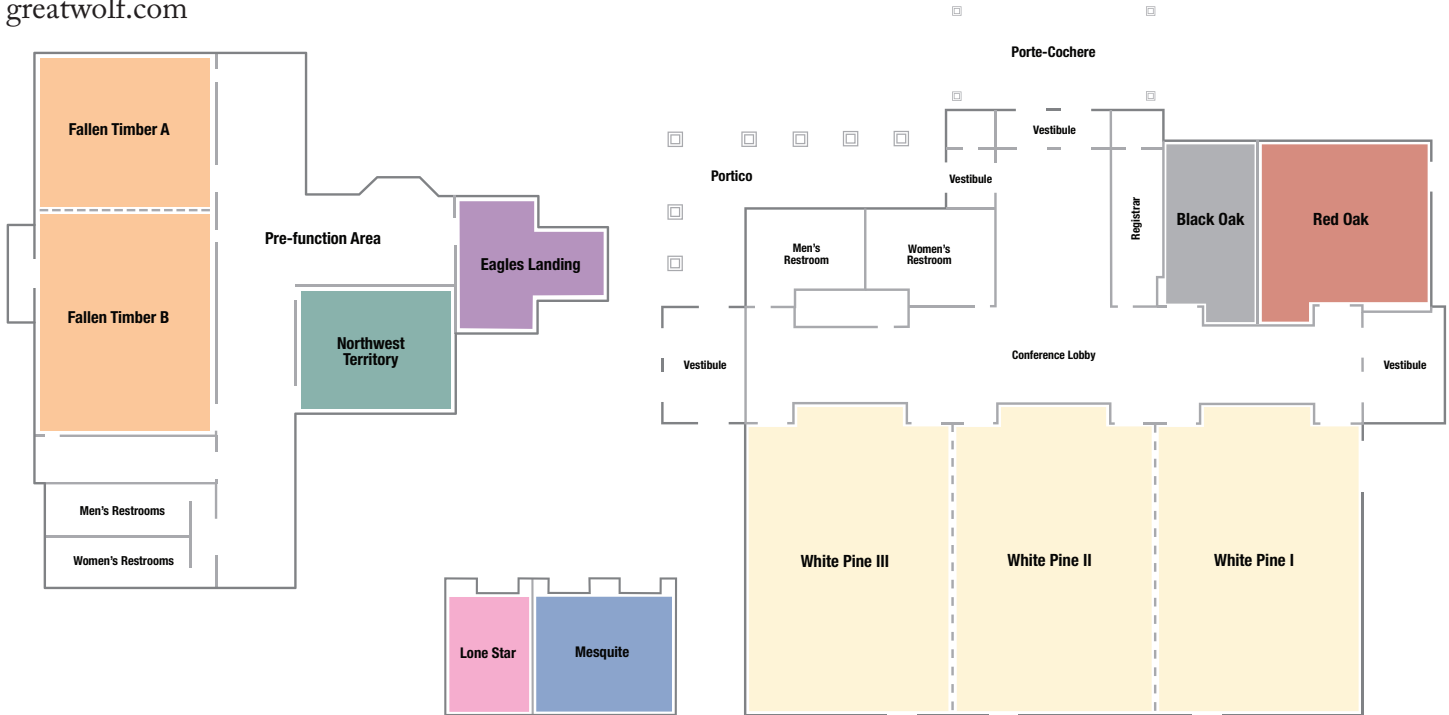 greatwolf.com
Porte-Cochere
Fallen Timber A
Vestibule
Portico
Vestibule
Registrar
Black Oak
Red Oak
Pre-function Area
Men's
Restroom
Women's
Restroom
Eagles Landing
Fallen Timber B
Northwest
Territory
Vestibule
Conference Lobby
Vestibule
Men's Restrooms
Women's Restrooms
White Pine III
White Pine II
White Pine I
Lone Star
Mesquite